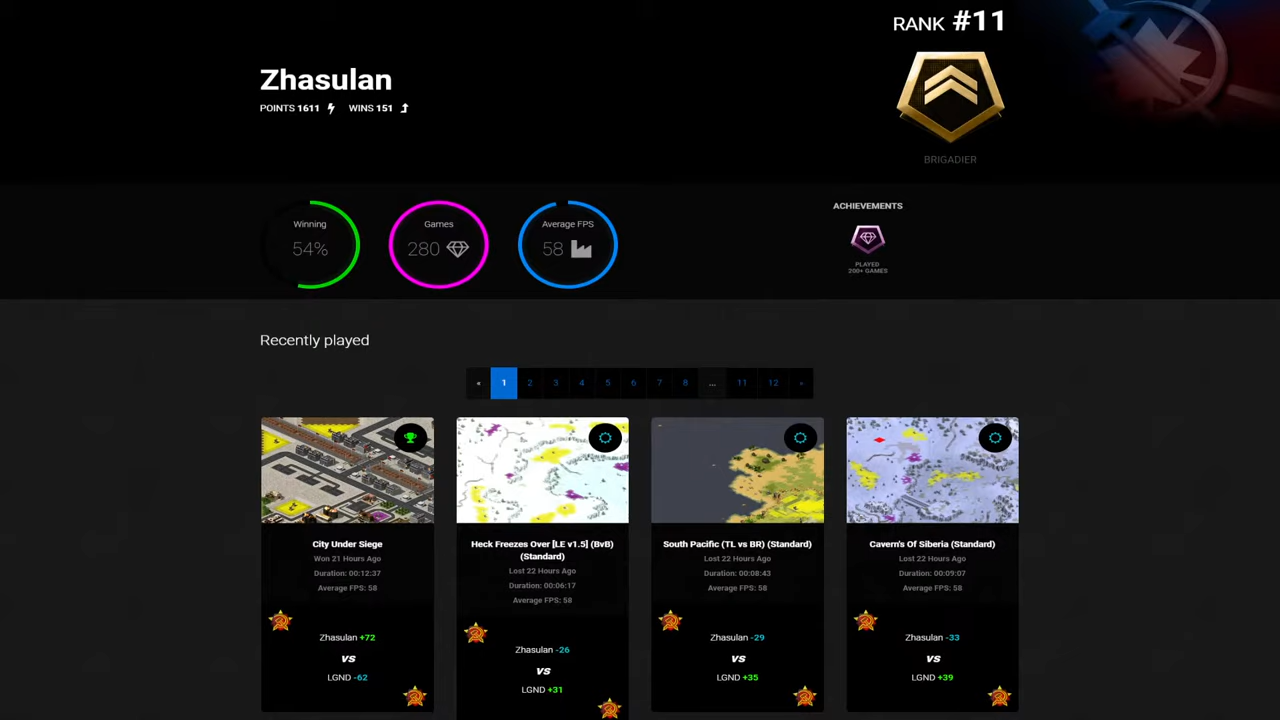 RANK #11
Zhasulan
POINTS 1611 WINS 151
BRIGADIER
Winning
54%
Games
280
Average FPS
58
ACHIEVEMENTS
PLAYED
200+ GAMES
Recently played
« 1 2 3 4 5 6 7 8 ... 11 12 »
City Under Siege
Won 21 Hours Ago
Duration: 00:12:37
Average FPS: 58
Zhasulan +72
VS
LGND -62
Heck Freezes Over [LE v1.5] (BvB)
(Standard)
Lost 22 Hours Ago
Duration: 00:06:17
Average FPS: 58
Zhasulan -26
VS
LGND +31
South Pacific (TL vs BR) (Standard)
Lost 22 Hours Ago
Duration: 00:08:43
Average FPS: 58
Zhasulan -29
VS
LGND +35
Cavern's Of Siberia (Standard)
Lost 22 Hours Ago
Duration: 00:09:07
Average FPS: 58
Zhasulan -33
VS
LGND +39